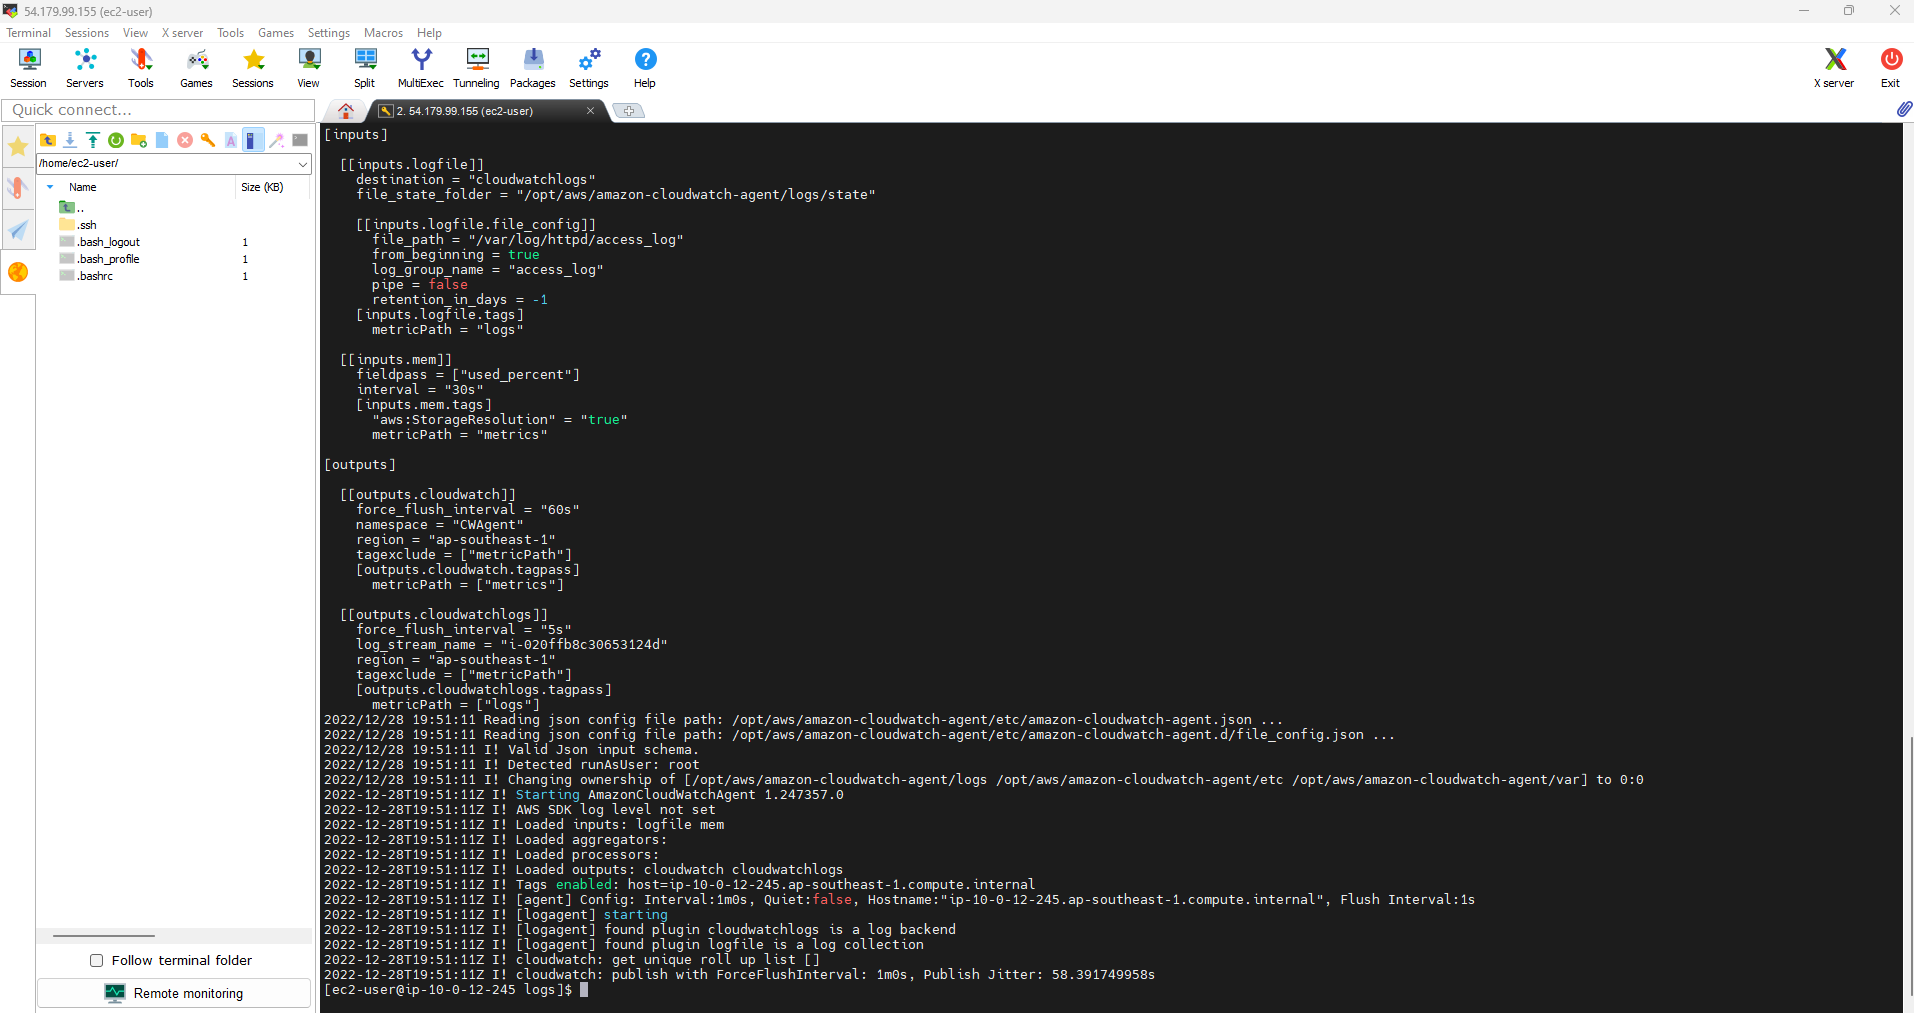 54.179.99.155 (ec2-user)
Terminal Sessions View X server Tools Games Settings Macros Help
Session Servers Tools Games Sessions View Split MultiExec Tunneling Packages Settings Help X server Exit
Quick connect...
2. 54.179.99.155 (ec2-user)
/home/ec2-user/
Name Size (KB)
..
.ssh
.bash_logout 1
.bash_profile 1
.bashrc 1
Follow terminal folder
Remote monitoring
[inputs]
[[inputs.logfile]]
destination = "cloudwatchlogs"
file_state_folder = "/opt/aws/amazon-cloudwatch-agent/logs/state"
[[inputs.logfile.file_config]]
file_path = "/var/log/httpd/access_log"
from_beginning = true
log_group_name = "access_log"
pipe = false
retention_in_days = -1
[inputs.logfile.tags]
metricPath = "logs"
[[inputs.mem]]
fieldpass = ["used_percent"]
interval = "30s"
[inputs.mem.tags]
"aws:StorageResolution" = "true"
metricPath = "metrics"
[outputs]
[[outputs.cloudwatch]]
force_flush_interval = "60s"
namespace = "CWAgent"
region = "ap-southeast-1"
tagexclude = ["metricPath"]
[outputs.cloudwatch.tagpass]
metricPath = ["metrics"]
[[outputs.cloudwatchlogs]]
force_flush_interval = "5s"
log_stream_name = "i-020ffb8c30653124d"
region = "ap-southeast-1"
tagexclude = ["metricPath"]
[outputs.cloudwatchlogs.tagpass]
metricPath = ["logs"]
2022/12/28 19:51:11 Reading json config file path: /opt/aws/amazon-cloudwatch-agent/etc/amazon-cloudwatch-agent.json ...
2022/12/28 19:51:11 Reading json config file path: /opt/aws/amazon-cloudwatch-agent/etc/amazon-cloudwatch-agent.d/file_config.json ...
2022/12/28 19:51:11 I! Valid Json input schema.
2022/12/28 19:51:11 I! Detected runAsUser: root
2022/12/28 19:51:11 I! Changing ownership of [/opt/aws/amazon-cloudwatch-agent/logs /opt/aws/amazon-cloudwatch-agent/etc /opt/aws/amazon-cloudwatch-agent/var] to 0:0
2022-12-28T19:51:11Z I! Starting AmazonCloudWatchAgent 1.247357.0
2022-12-28T19:51:11Z I! AWS SDK log level not set
2022-12-28T19:51:11Z I! Loaded inputs: logfile mem
2022-12-28T19:51:11Z I! Loaded aggregators:
2022-12-28T19:51:11Z I! Loaded processors:
2022-12-28T19:51:11Z I! Loaded outputs: cloudwatch cloudwatchlogs
2022-12-28T19:51:11Z I! Tags enabled: host=ip-10-0-12-245.ap-southeast-1.compute.internal
2022-12-28T19:51:11Z I! [agent] Config: Interval:1m0s, Quiet:false, Hostname:"ip-10-0-12-245.ap-southeast-1.compute.internal", Flush Interval:1s
2022-12-28T19:51:11Z I! [logagent] starting
2022-12-28T19:51:11Z I! [logagent] found plugin cloudwatchlogs is a log backend
2022-12-28T19:51:11Z I! [logagent] found plugin logfile is a log collection
2022-12-28T19:51:11Z I! cloudwatch: get unique roll up list []
2022-12-28T19:51:11Z I! cloudwatch: publish with ForceFlushInterval: 1m0s, Publish Jitter: 58.391749958s
[ec2-user@ip-10-0-12-245 logs]$